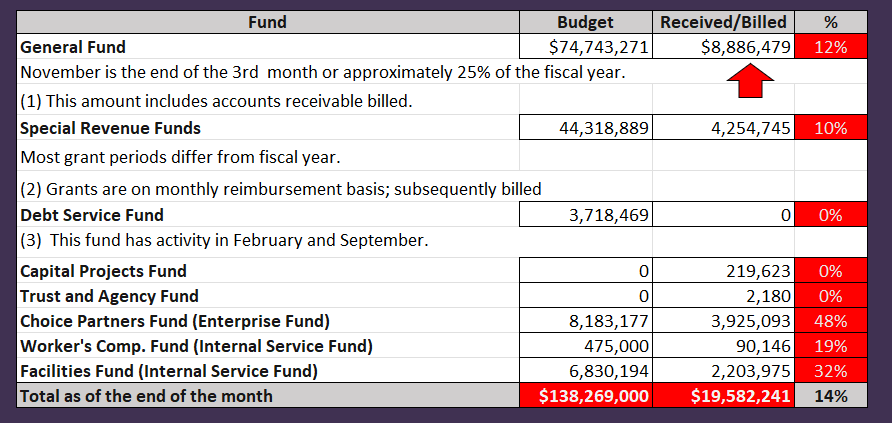 Fund Budget Received/Billed %
General Fund $74,743,271 $8,886,479 12%
November is the end of the 3rd  month or approximately 25% of the fiscal year.
(1) This amount includes accounts receivable billed.
Special Revenue Funds 44,318,889 4,254,745 10%
Most grant periods differ from fiscal year.
(2) Grants are on monthly reimbursement basis; subsequently billed
Debt Service Fund 3,718,469 0 0%
(3)  This fund has activity in February and September.
Capital Projects Fund 0 219,623 0%
Trust and Agency Fund 0 2,180 0%
Choice Partners Fund (Enterprise Fund) 8,183,177 3,925,093 48%
Worker's Comp. Fund (Internal Service Fund) 475,000 90,146 19%
Facilities Fund (Internal Service Fund) 6,830,194 2,203,975 32%
Total as of the end of the month $138,269,000 $19,582,241 14%